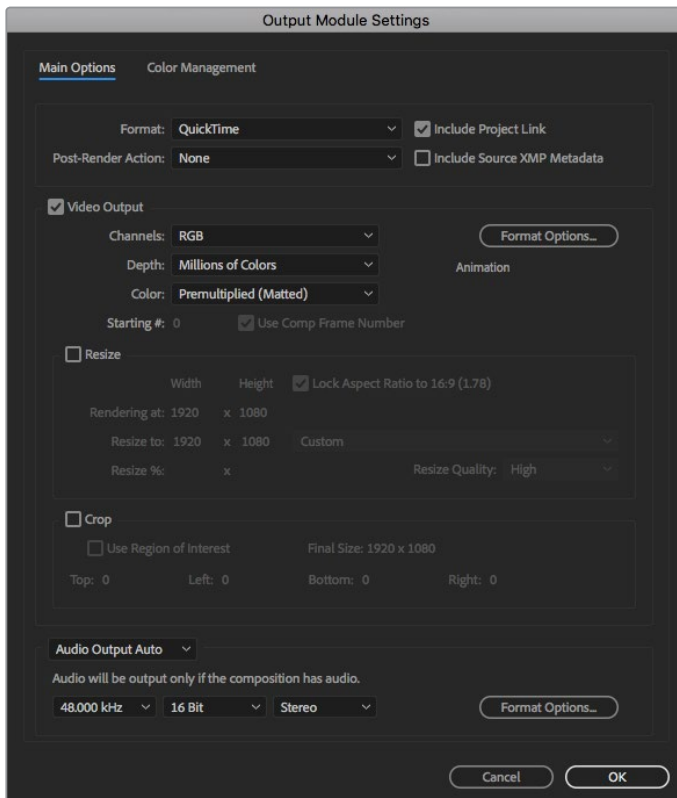 Output Module Settings
Main Options Color Management
Format: QuickTime Include Project Link
Post-Render Action: None Include Source XMP Metadata
Video Output
Channels: RGB Format Options...
Depth: Millions of Colors Animation
Color: Premultiplied (Matted)
Starting #: 0 Use Comp Frame Number
Resize
Width Height Lock Aspect Ratio to 16:9 (1.78)
Rendering at: 1920 x 1080
Resize to: 1920 x 1080 Custom
Resize %: x Resize Quality: High
Crop
Use Region of Interest Final Size: 1920 x 1080
Top: 0 Left: 0 Bottom: 0 Right: 0
Audio Output Auto
Audio will be output only if the composition has audio.
48.000 kHz 16 Bit Stereo Format Options...
Cancel OK